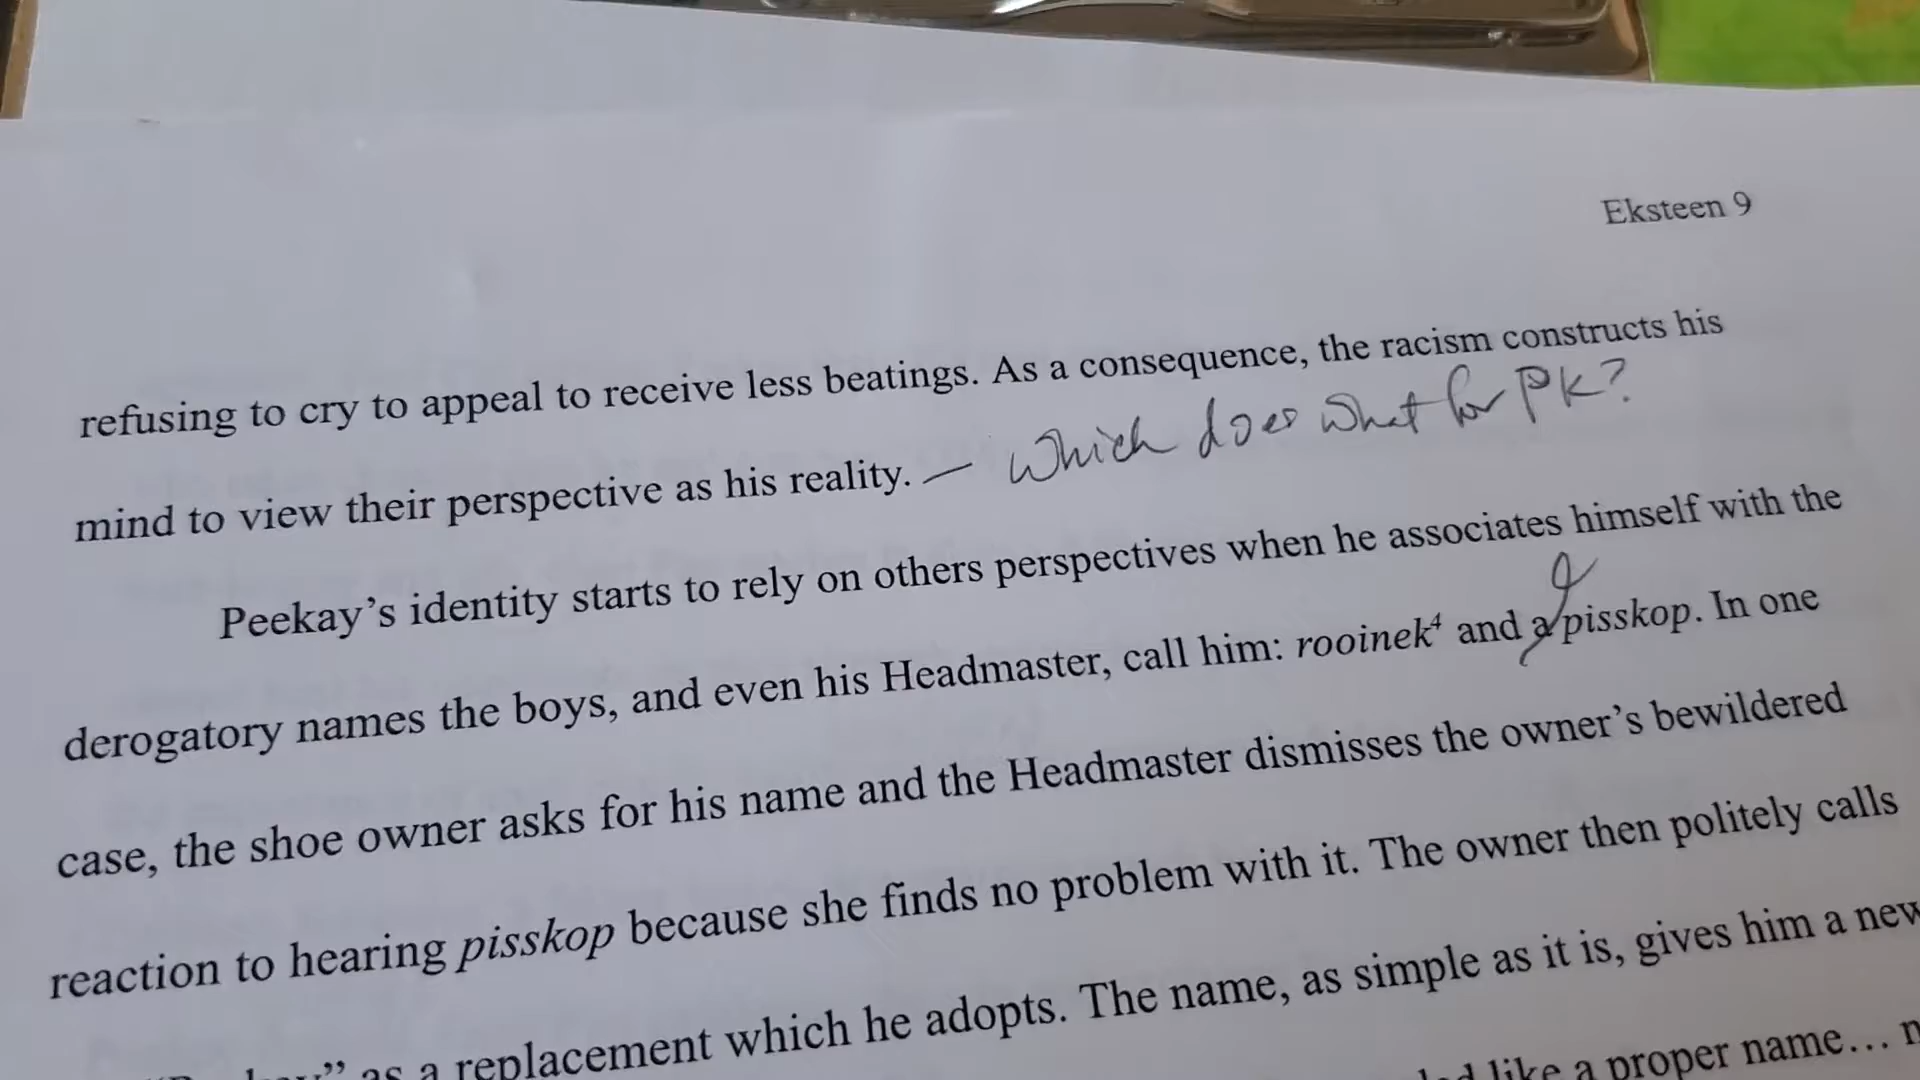 Eksteen 9
refusing to cry to appeal to receive less beatings. As a consequence, the racism constructs his
mind to view their perspective as his reality. — Which does what for PK?
Peekay’s identity starts to rely on others perspectives when he associates himself with the
derogatory names the boys, and even his Headmaster, call him: rooinek⁴ and a pisskop. In one
case, the shoe owner asks for his name and the Headmaster dismisses the owner’s bewildered
reaction to hearing pisskop because she finds no problem with it. The owner then politely calls
” as a replacement which he adopts. The name, as simple as it is, gives him a new
like a proper name…